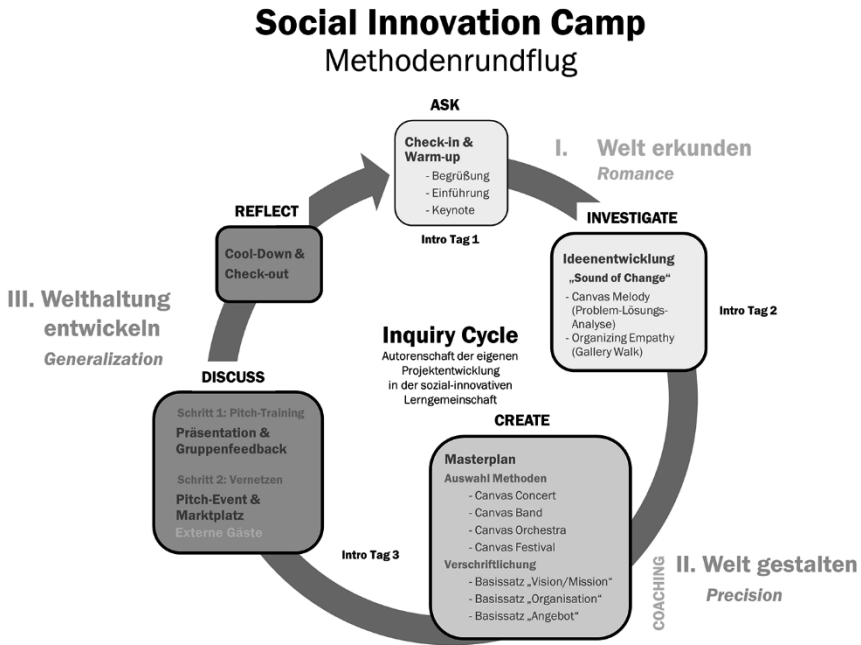 Social Innovation Camp
Methodenrundflug
ASK
Check-in &
Warm-up
- Begrüßung
- Einführung
- Keynote
Intro Tag 1
I. Welt erkunden
Romance
INVESTIGATE
Ideenentwicklung
„Sound of Change“
- Canvas Melody
(Problem-Lösungs-
Analyse)
- Organizing Empathy
(Gallery Walk)
Intro Tag 2
Inquiry Cycle
Autorenschaft der eigenen
Projektentwicklung
in der sozial-innovativen
Lerngemeinschaft
CREATE
Masterplan
Auswahl Methoden
- Canvas Concert
- Canvas Band
- Canvas Orchestra
- Canvas Festival
Verschriftlichung
- Basissatz „Vision/Mission“
- Basissatz „Organisation“
- Basissatz „Angebot“
COACHING
II. Welt gestalten
Precision
Intro Tag 3
DISCUSS
Schritt 1: Pitch-Training
Präsentation &
Gruppenfeedback
Schritt 2: Vernetzen
Pitch-Event &
Marktplatz
Externe Gäste
III. Welthaltung
entwickeln
Generalization
REFLECT
Cool-Down &
Check-out